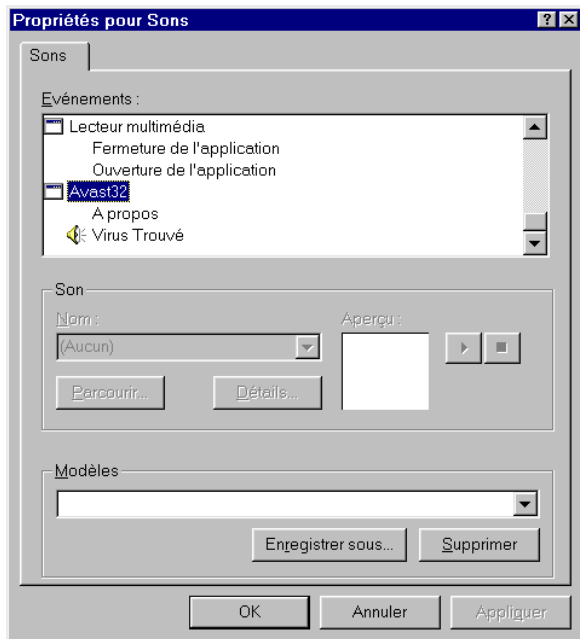 Propriétés pour Sons
Sons
Evénements :
Lecteur multimédia
Fermeture de l'application
Ouverture de l'application
Avast32
A propos
Virus Trouvé
Son
Nom :
Aperçu :
(Aucun)
Parcourir...
Détails...
Modèles
Enregistrer sous...
Supprimer
OK
Annuler
Appliquer